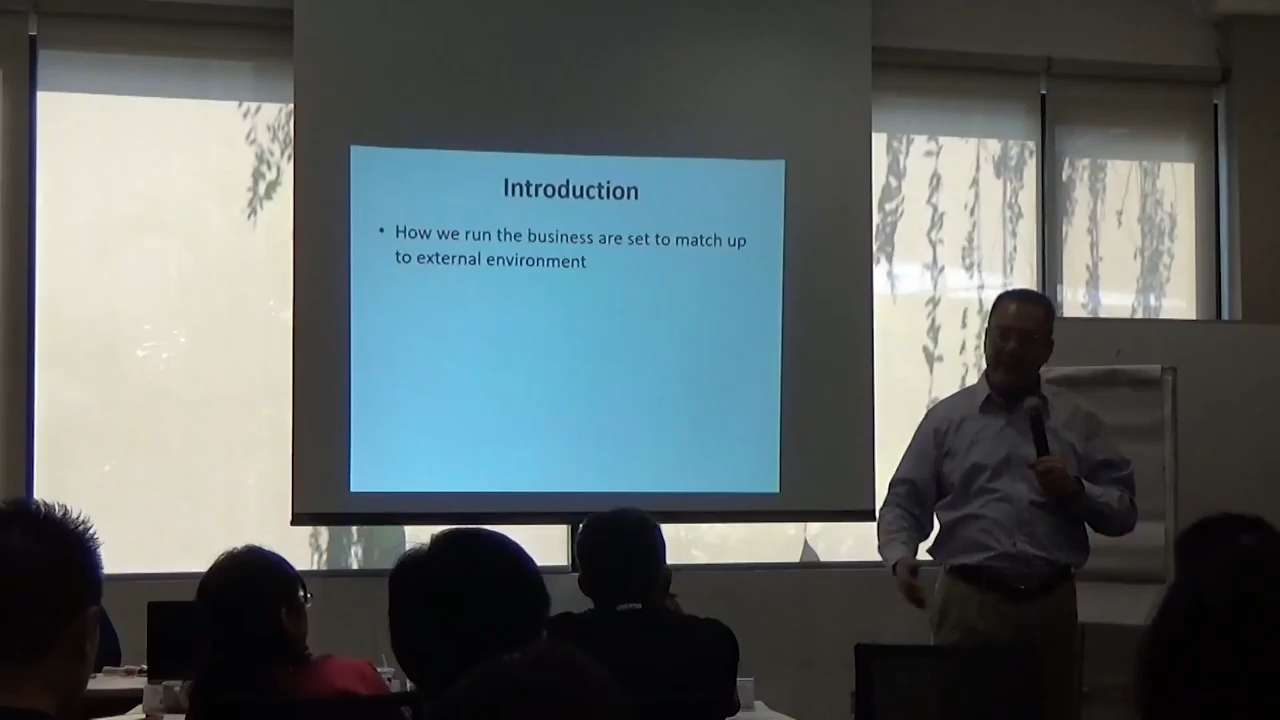 Introduction
• How we run the business are set to match up
to external environment